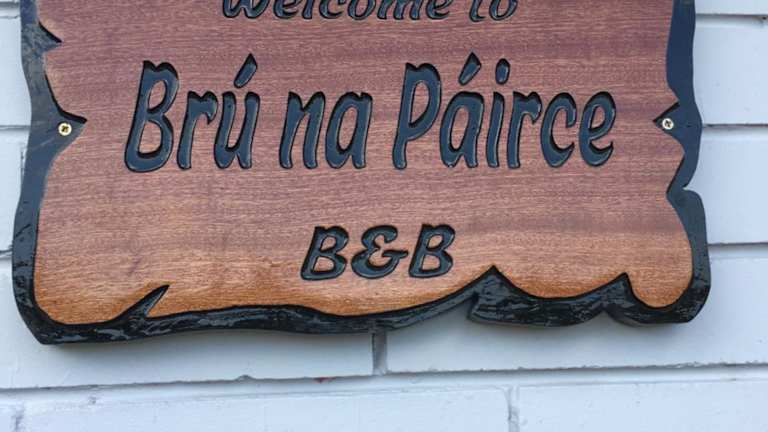 Welcome to
Brú na Páirce
B&B